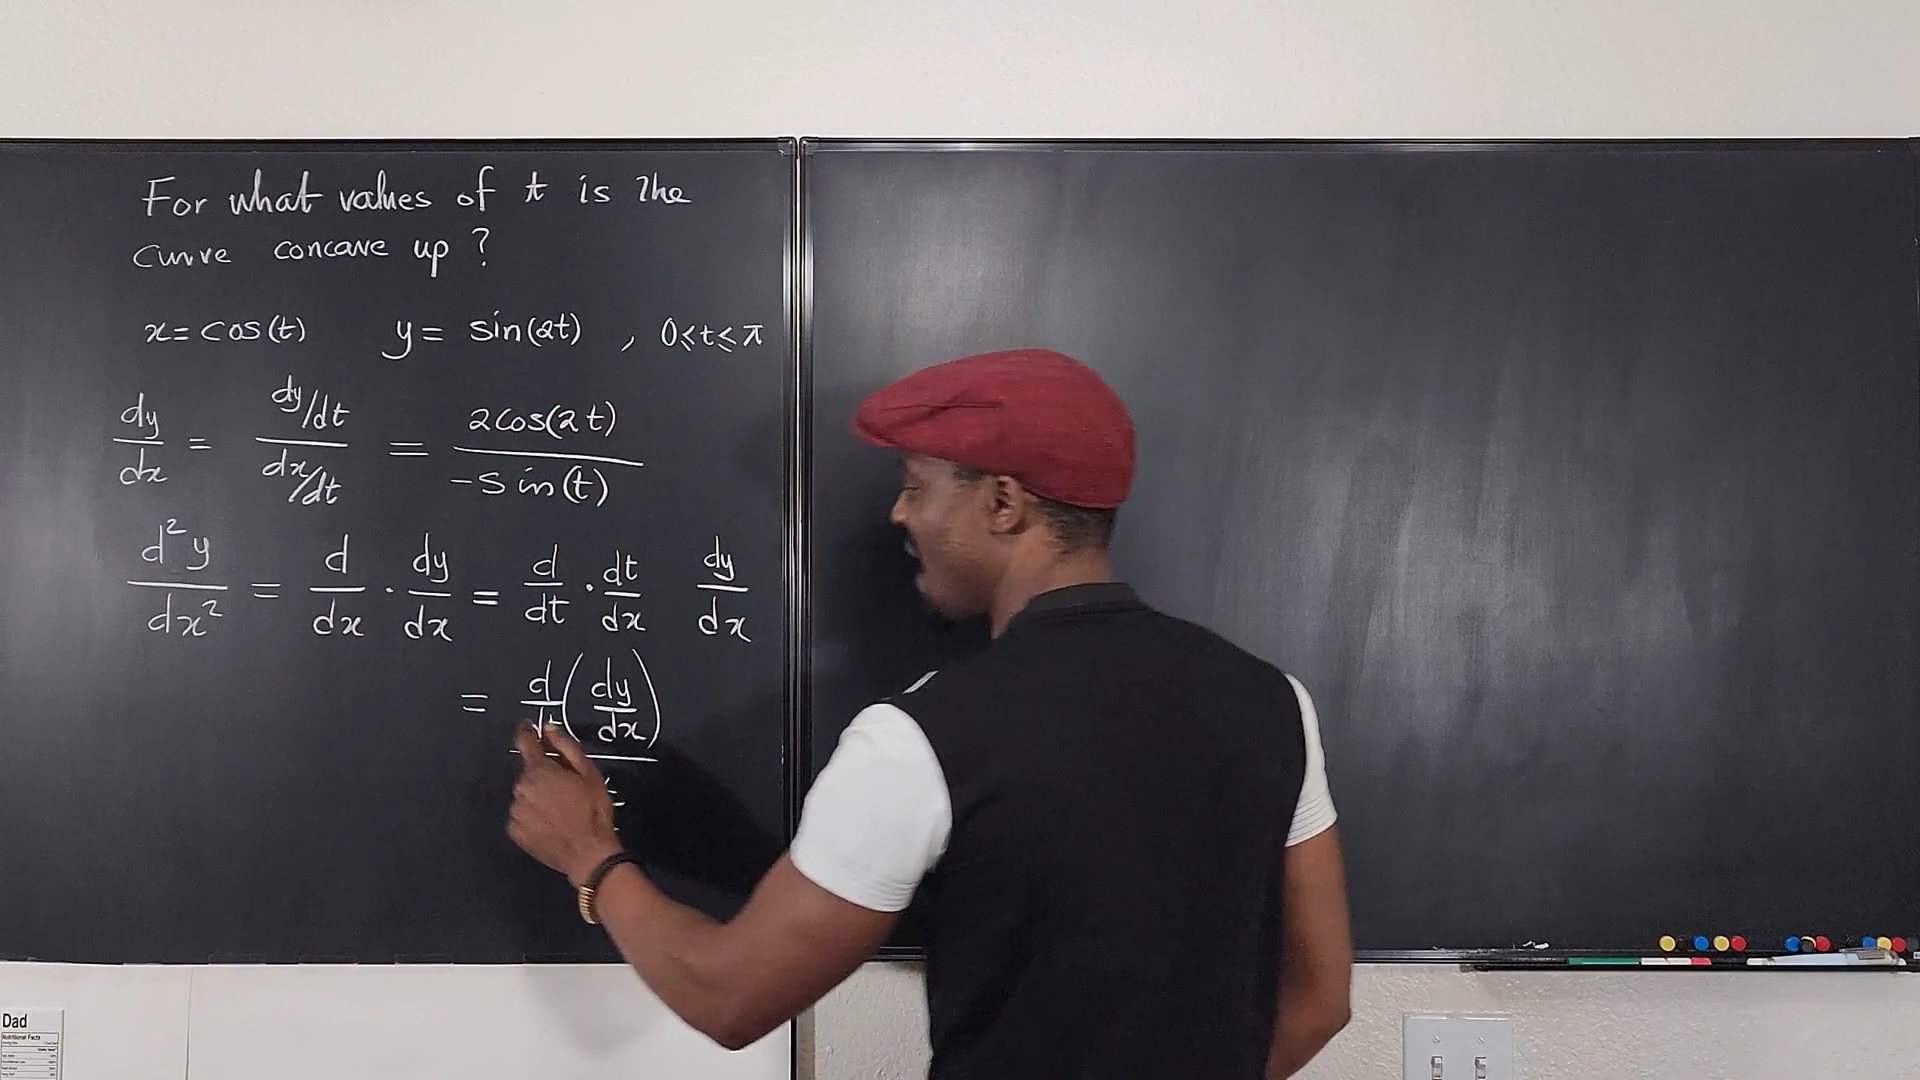 For what values of t is the
curve concave up?
x=cos(t) y= sin(2t) , 0≤t≤π
dy/dx = (dy/dt)/(dx/dt) = 2cos(2t)/-sin(t)
d²y/dx² = d/dx · dy/dx = d/dt · dt/dx dy/dx
= d/dt (dy/dx)
Dad
Nutritional Facts